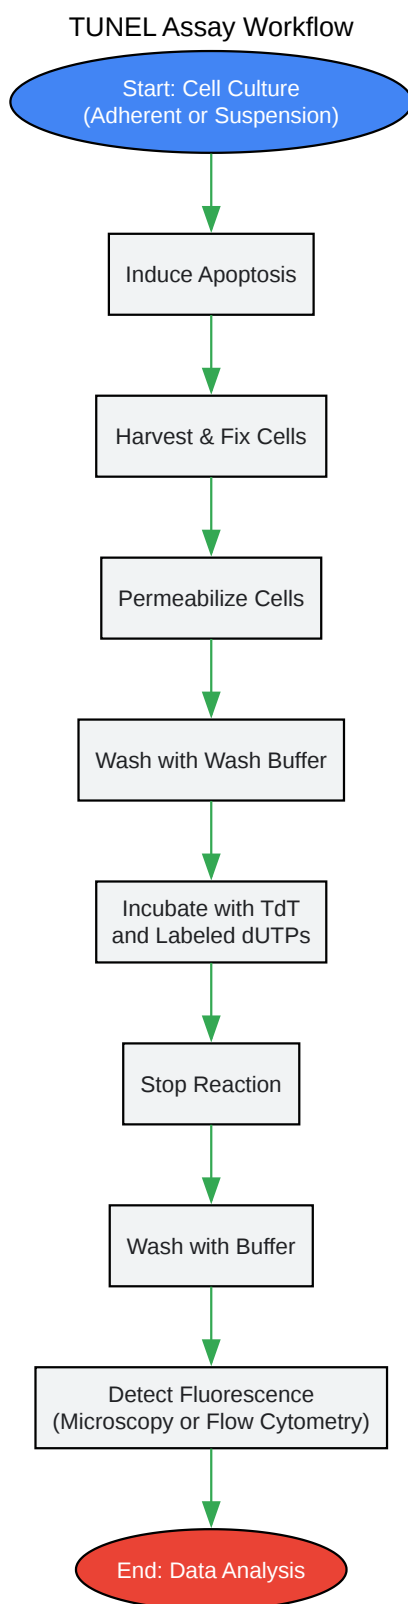 TUNEL Assay Workflow
Start: Cell Culture
(Adherent or Suspension)
Induce Apoptosis
Harvest & Fix Cells
Permeabilize Cells
Wash with Wash Buffer
Incubate with TdT
and Labeled dUTPs
Stop Reaction
Wash with Buffer
Detect Fluorescence
(Microscopy or Flow Cytometry)
End: Data Analysis